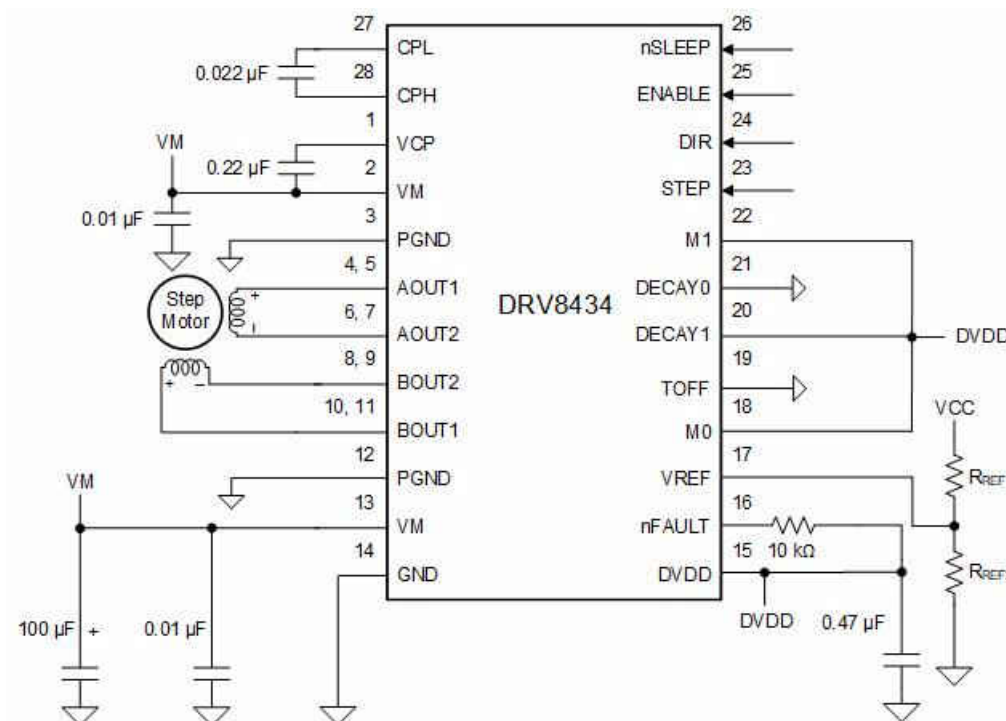 27
CPL
26
nSLEEP
0.022 µF
28
CPH
25
ENABLE
1
VCP
24
DIR
VM
0.22 µF
2
VM
23
STEP
0.01 µF
3
PGND
22
M1
4, 5
AOUT1
21
DECAY0
Step
Motor
+
–
6, 7
AOUT2
DRV8434
20
DECAY1
DVDD
8, 9
BOUT2
19
TOFF
+
–
10, 11
BOUT1
18
M0
VCC
12
PGND
17
VREF
RREF
VM
13
VM
16
nFAULT
10 kΩ
14
GND
15
DVDD
RREF
DVDD
100 µF
+
0.01 µF
0.47 µF